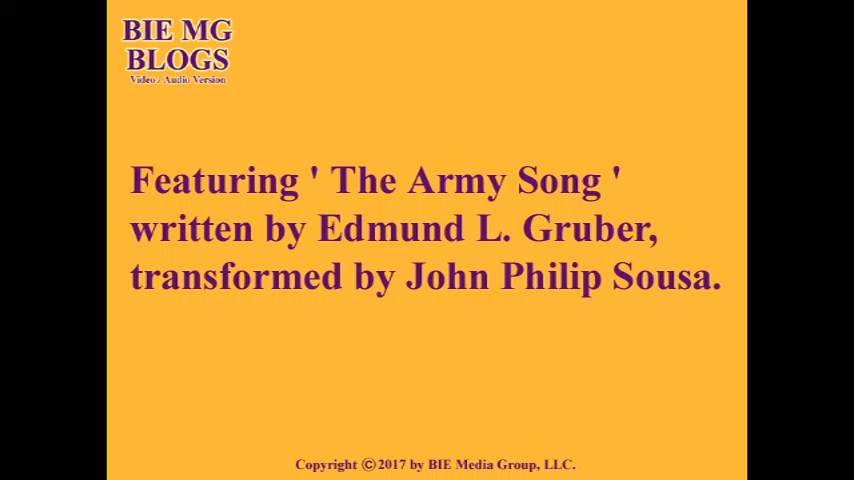 BIE MG
BLOGS
Video / Audio Version
Featuring ' The Army Song '
written by Edmund L. Gruber,
transformed by John Philip Sousa.
Copyright ©2017 by BIE Media Group, LLC.